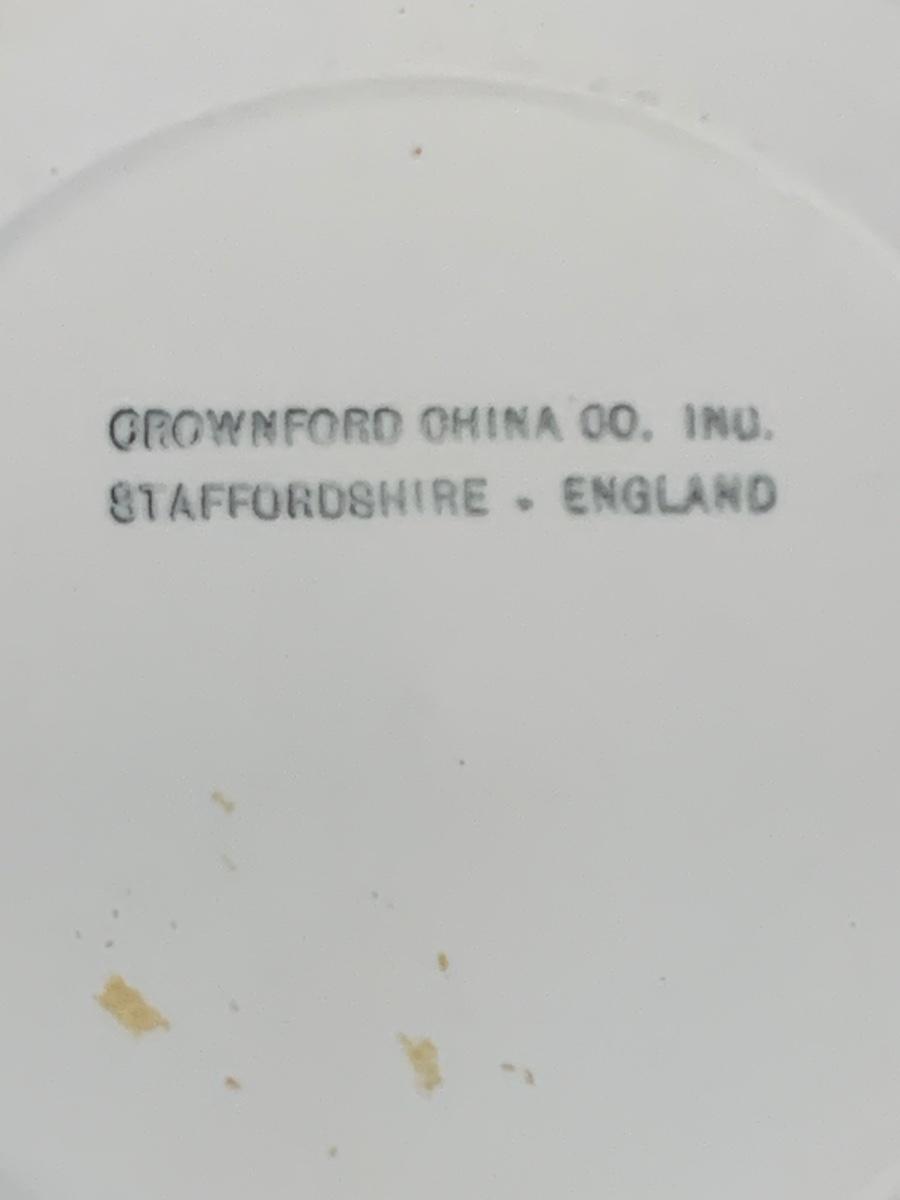 CROWNFORD CHINA CO. INC.
STAFFORDSHIRE • ENGLAND